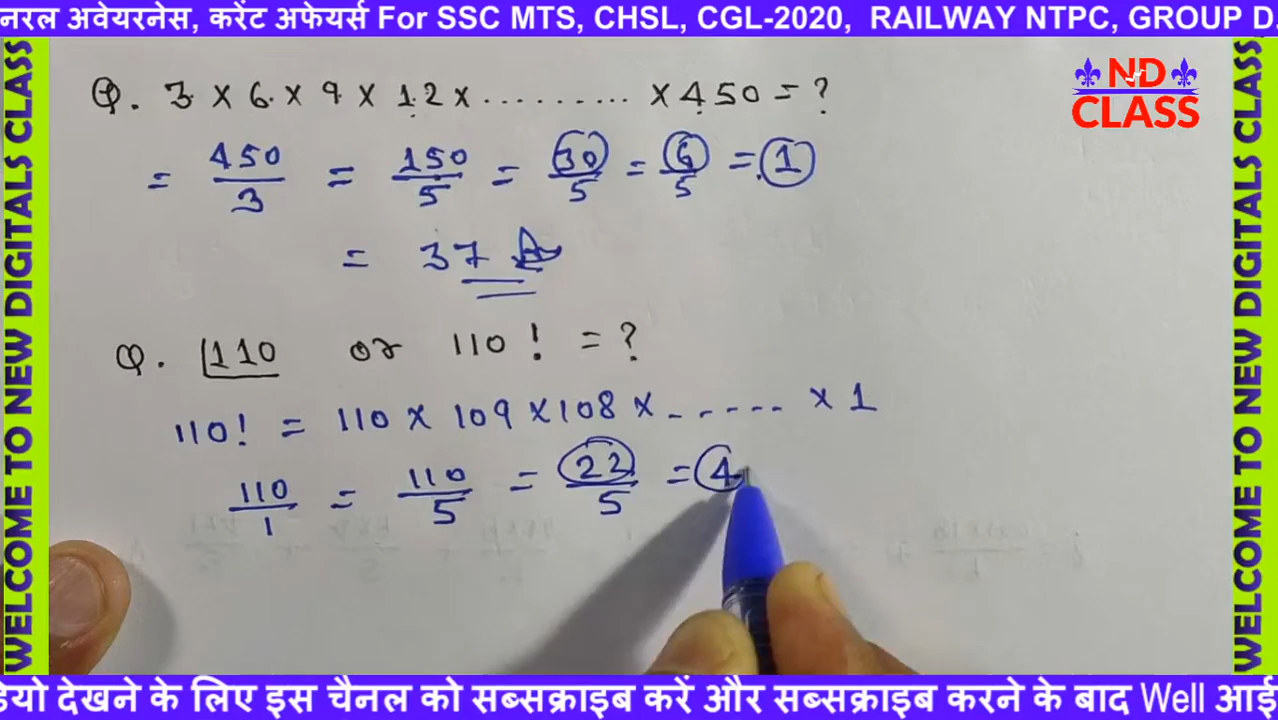 नरल अवेयरनेस, करेंट अफेयर्स For SSC MTS, CHSL, CGL-2020, RAILWAY NTPC, GROUP D
WELCOME TO NEW DIGITALS CLASS
ND
CLASS
Q. 3 x 6 x 9 x 12 x .......... x 450 = ?
= 450/3 = 150/5 = 30/5 = 6/5 = 1
= 37
Q. |110 or 110 ! = ?
110! = 110 x 109 x 108 x ------ x 1
110/1 = 110/5 = 22/5 = 4
WELCOME TO NEW DIGITALS CLASS
डियो देखने के लिए इस चैनल को सब्सक्राइब करें और सब्सक्राइब करने के बाद Well आई